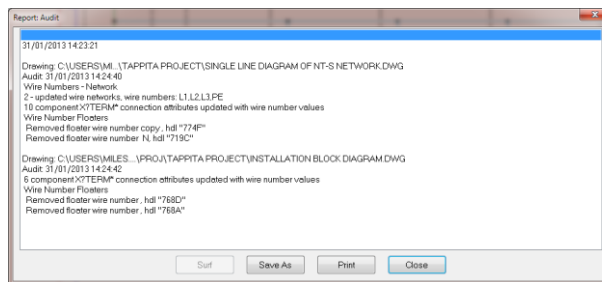 Report: Audit
31/01/2013 14:23:21
Drawing: C:\USERS\MI...\TAPPITA PROJECT\SINGLE LINE DIAGRAM OF NT-S NETWORK.DWG
Audit: 31/01/2013 14:24:40
Wire Numbers - Network
2 - updated wire networks, wire numbers: L1,L2,L3,PE
10 component X?TERM* connection attributes updated with wire number values
Wire Number Floaters
Removed floater wire number copy, hdl "774F"
Removed floater wire number N, hdl "719C"
Drawing: C:\USERS\MILES...\PROJ\TAPPITA PROJECT\INSTALLATION BLOCK DIAGRAM.DWG
Audit: 31/01/2013 14:24:42
6 component X?TERM* connection attributes updated with wire number values
Wire Number Floaters
Removed floater wire number , hdl "768D"
Removed floater wire number , hdl "768A"
Surf Save As Print Close